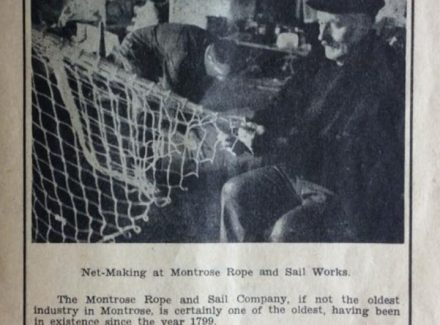 Net-Making at Montrose Rope and Sail Works.
The Montrose Rope and Sail Company, if not the oldest
industry in Montrose, is certainly one of the oldest, having been
in existence since the year 1799.